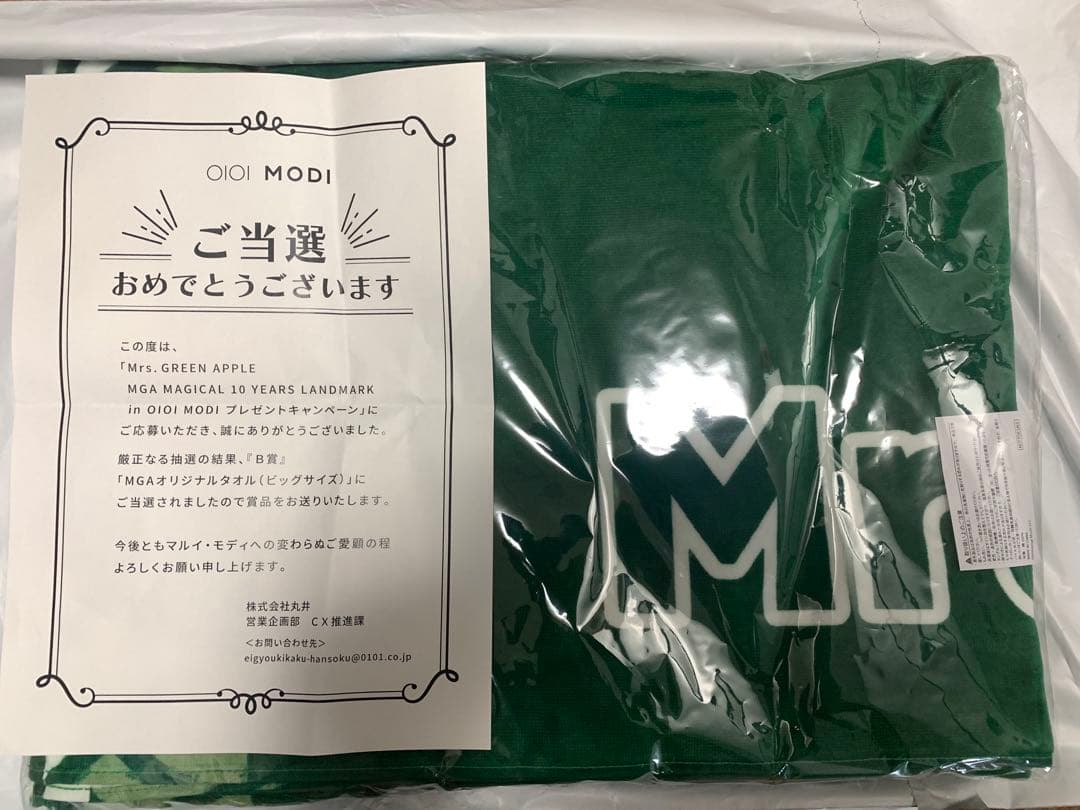 OIOI MODI
ご当選
おめでとうございます
この度は、
「Mrs. GREEN APPLE
MGA MAGICAL 10 YEARS LANDMARK
in OIOI MODI プレゼントキャンペーン」に
ご応募いただき、誠にありがとうございました。
厳正なる抽選の結果、『B賞』
「MGAオリジナルタオル(ビッグサイズ)」に
ご当選されましたので賞品をお送りいたします。
今後ともマルイ・モディへの変わらぬご愛顧の程
よろしくお願い申し上げます。
株式会社丸井
営業企画部 CX推進課
<お問い合わせ先>
eigyoukikaku-hansoku@0101.co.jp
Mr